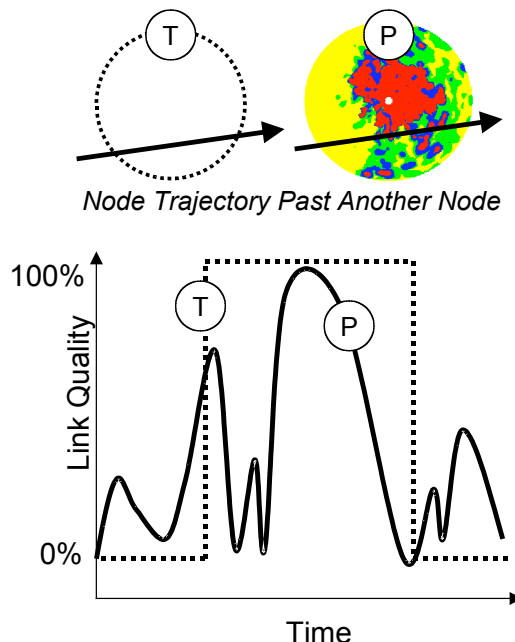 T P
Node Trajectory Past Another Node
100%
T
P
Link Quality
0%
Time